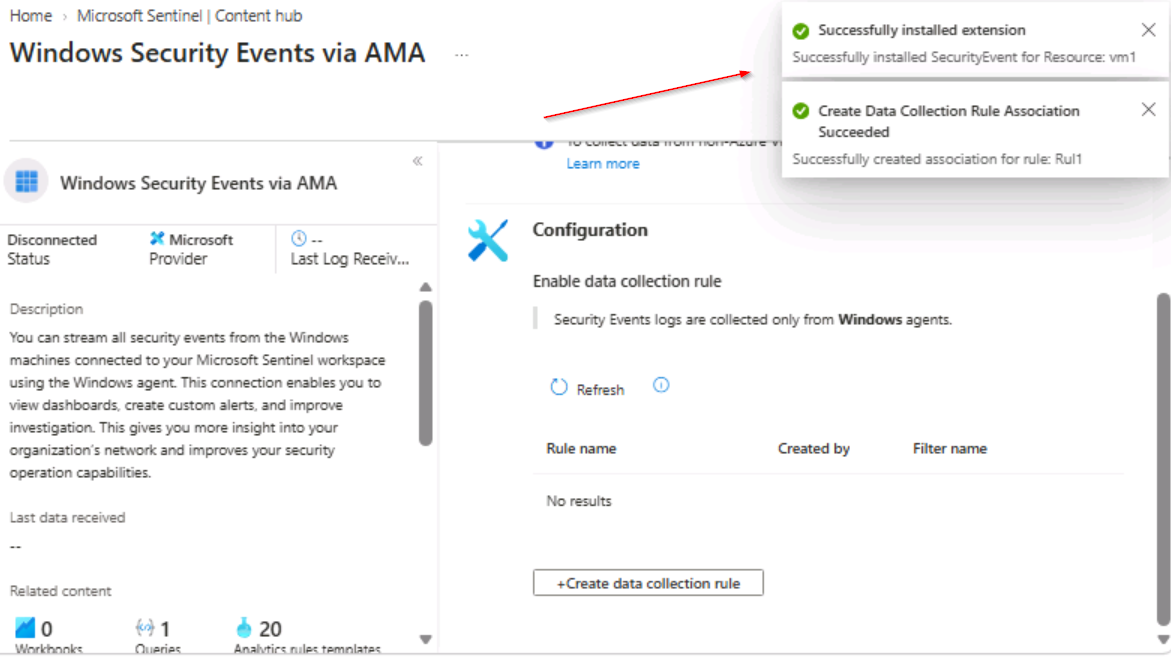 Home > Microsoft Sentinel | Content hub
Windows Security Events via AMA ...
Successfully installed extension
Successfully installed SecurityEvent for Resource: vm1
Create Data Collection Rule Association
Succeeded
Successfully created association for rule: Rul1
«
Windows Security Events via AMA
Disconnected
Status
Microsoft
Provider
--
Last Log Receiv...
Description
You can stream all security events from the Windows
machines connected to your Microsoft Sentinel workspace
using the Windows agent. This connection enables you to
view dashboards, create custom alerts, and improve
investigation. This gives you more insight into your
organization's network and improves your security
operation capabilities.
Last data received
--
Related content
0
Workbooks
1
Queries
20
Analytics rules templates
To collect data from non-Azure
Learn more
Configuration
Enable data collection rule
Security Events logs are collected only from Windows agents.
Refresh
Rule name Created by Filter name
No results
+Create data collection rule